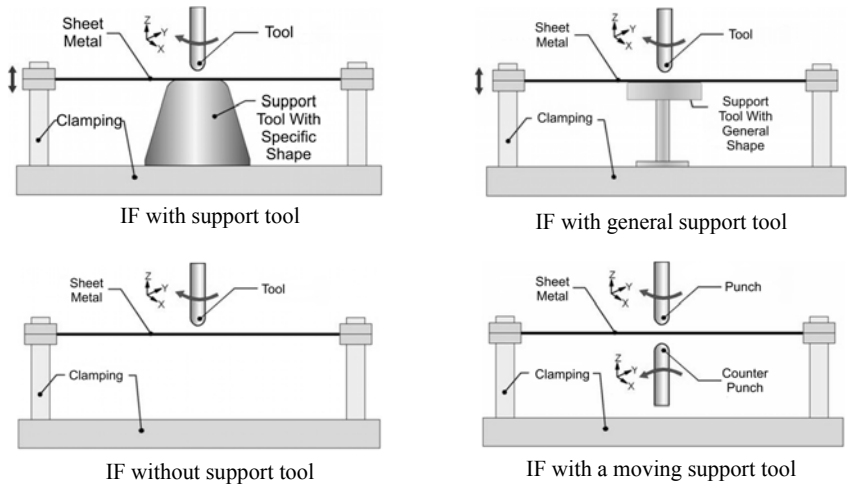 Sheet
Metal
Z
Y
X
Tool
Clamping
Support
Tool With
Specific
Shape
IF with support tool
Sheet
Metal
Z
Y
X
Tool
Clamping
Support
Tool With
General
Shape
IF with general support tool
Sheet
Metal
Z
Y
X
Tool
Clamping
IF without support tool
Sheet
Metal
Z
Y
X
Punch
Clamping
Z
Y
X
Counter
Punch
IF with a moving support tool